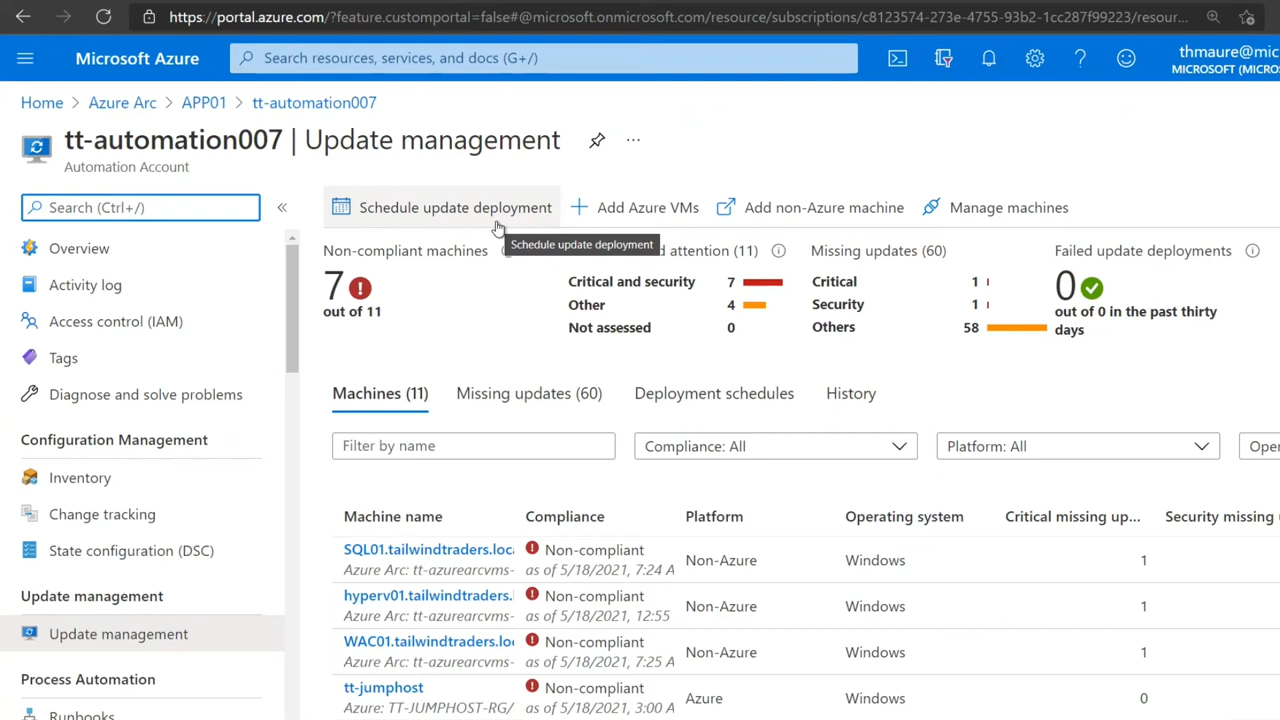 https://portal.azure.com/?feature.customportal=false#@microsoft.onmicrosoft.com/resource/subscriptions/c8123574-273e-4755-93b2-1cc287f99223/resour...
Microsoft Azure
Search resources, services, and docs (G+/)
thmaure@mic
MICROSOFT (MICROS
Home > Azure Arc > APP01 > tt-automation007
tt-automation007 | Update management
...
Automation Account
Search (Ctrl+/)
«
Overview
Activity log
Access control (IAM)
Tags
Diagnose and solve problems
Configuration Management
Inventory
Change tracking
State configuration (DSC)
Update management
Update management
Process Automation
Runbooks
Schedule update deployment
Add Azure VMs
Add non-Azure machine
Manage machines
Schedule update deployment
Non-compliant machines
7
out of 11
d attention (11)
Critical and security 7
Other 4
Not assessed 0
Missing updates (60)
Critical 1
Security 1
Others 58
Failed update deployments
0
out of 0 in the past thirty
days
Machines (11) Missing updates (60) Deployment schedules History
Filter by name Compliance: All Platform: All Oper
Machine name Compliance Platform Operating system Critical missing up... Security missing u
SQL01.tailwindtraders.loca Non-compliant Non-Azure Windows 1
Azure Arc: tt-azurearcvms- as of 5/18/2021, 7:24 A
hyperv01.tailwindtraders. Non-compliant Non-Azure Windows 1
Azure Arc: tt-azurearcvms- as of 5/18/2021, 12:55
WAC01.tailwindtraders.loc Non-compliant Non-Azure Windows 1
Azure Arc: tt-azurearcvms- as of 5/18/2021, 7:25 A
tt-jumphost Non-compliant Azure Windows 0
Azure: TT-JUMPHOST-RG/ as of 5/18/2021, 3:00 A